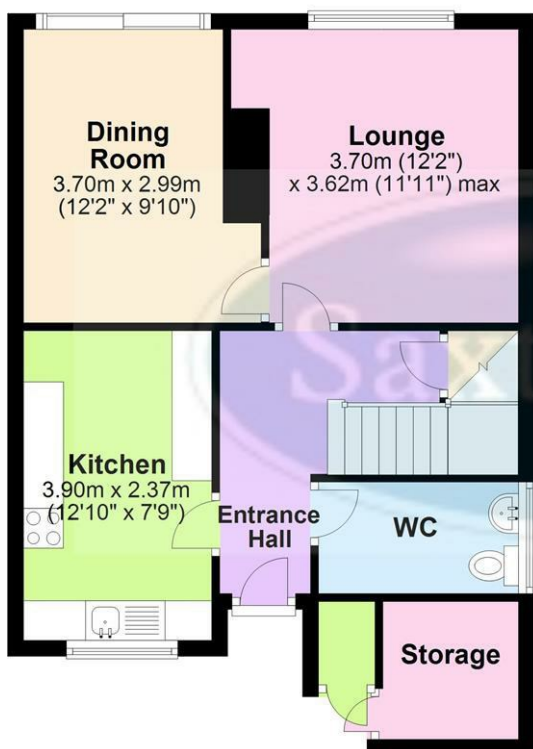 Dining
Room
3.70m x 2.99m
(12'2" x 9'10")
Lounge
3.70m (12'2")
x 3.62m (11'11") max
Kitchen
3.90m x 2.37m
(12'10" x 7'9")
Entrance
Hall
WC
Storage